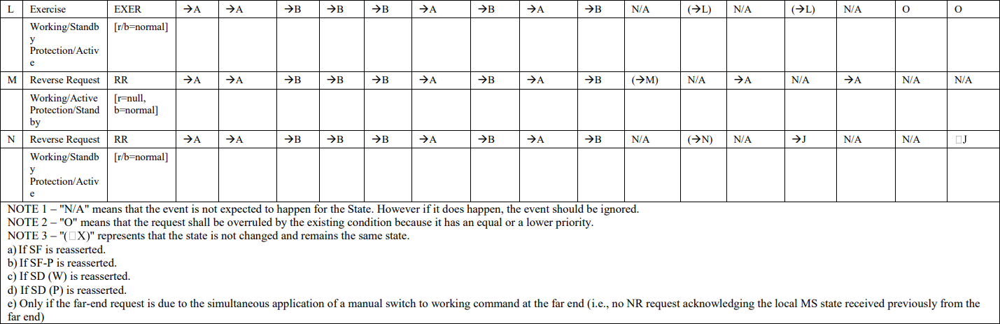 L Exercise EXER →A →A →B →B →B →A →B →A →B N/A (→L) N/A (→L) N/A O O
Working/Standb [r/b=normal]
y
Protection/Activ
e
M Reverse Request RR →A →A →B →B →B →A →B →A →B (→M) N/A →A N/A →A N/A N/A
Working/Active [r=null,
Protection/Stand b=normal]
by
N Reverse Request RR →A →A →B →B →B →A →B →A →B N/A (→N) N/A →J N/A N/A □J
Working/Standb [r/b=normal]
y
Protection/Activ
e
NOTE 1 – "N/A" means that the event is not expected to happen for the State. However if it does happen, the event should be ignored.
NOTE 2 – "O" means that the request shall be overruled by the existing condition because it has an equal or a lower priority.
NOTE 3 – "(□X)" represents that the state is not changed and remains the same state.
a) If SF is reasserted.
b) If SF-P is reasserted.
c) If SD (W) is reasserted.
d) If SD (P) is reasserted.
e) Only if the far-end request is due to the simultaneous application of a manual switch to working command at the far end (i.e., no NR request acknowledging the local MS state received previously from the
far end)